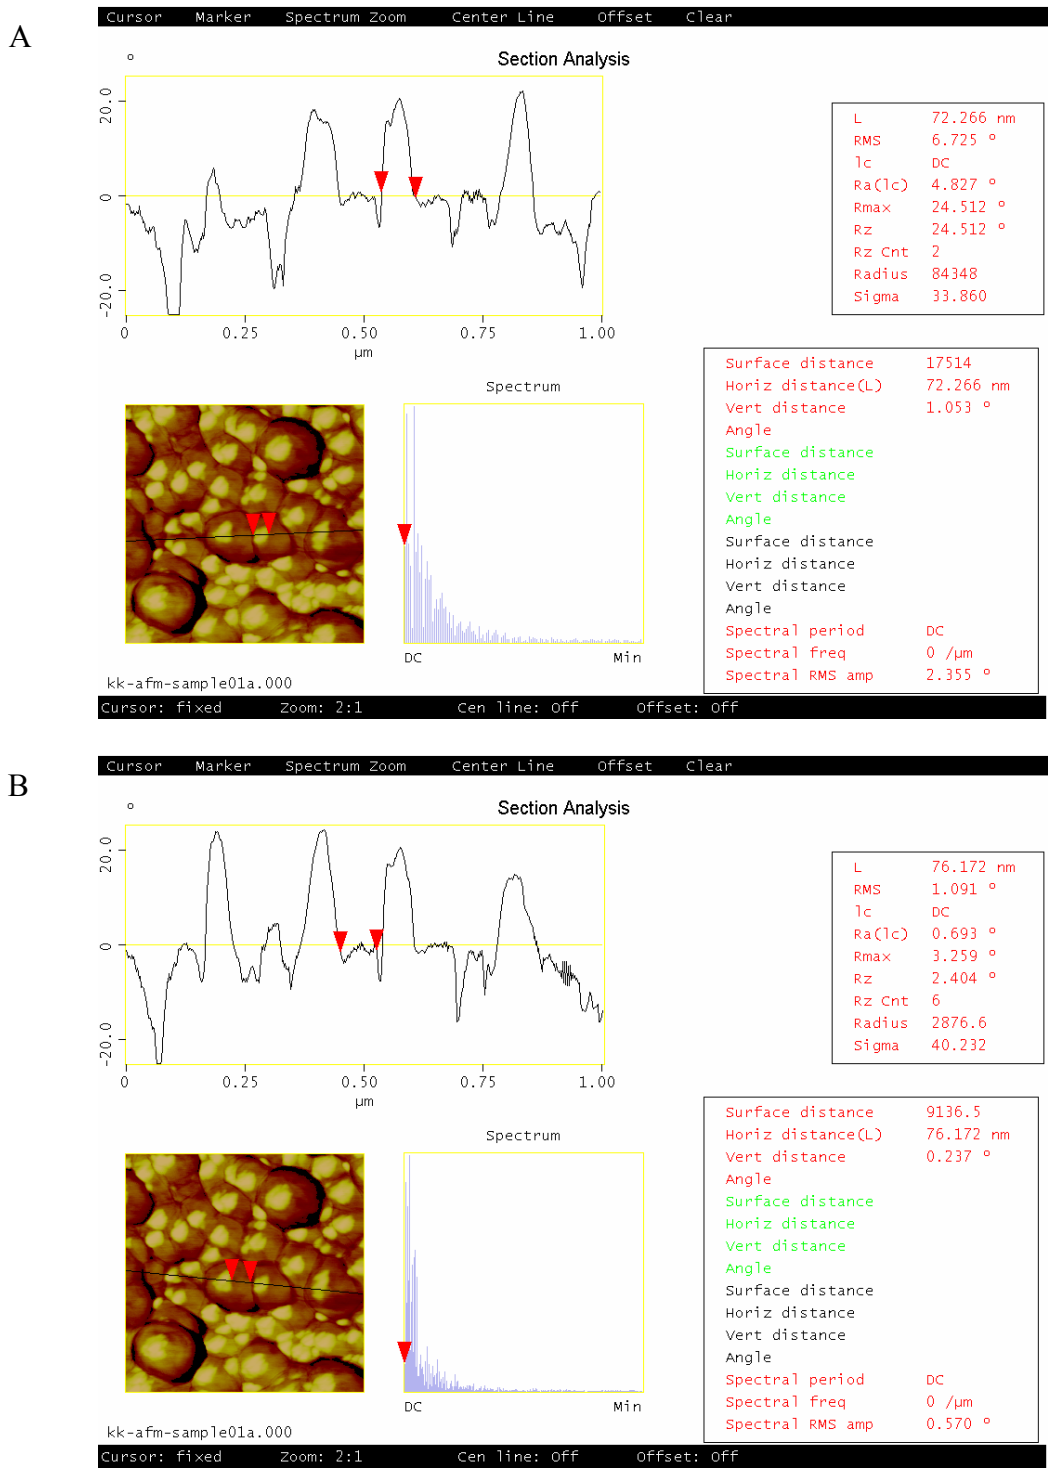 A
Cursor Marker Spectrum Zoom Center Line Offset Clear
° Section Analysis
20.0
0
-20.0
0 0.25 0.50 0.75 1.00
µm
L 72.266 nm
RMS 6.725 °
lc DC
Ra(lc) 4.827 °
Rmax 24.512 °
Rz 24.512 °
Rz Cnt 2
Radius 84348
Sigma 33.860
Spectrum
DC Min
Surface distance 17514
Horiz distance(L) 72.266 nm
Vert distance 1.053 °
Angle
Surface distance
Horiz distance
Vert distance
Angle
Surface distance
Horiz distance
Vert distance
Angle
Spectral period DC
Spectral freq 0 /µm
Spectral RMS amp 2.355 °
kk-afm-sample01a.000
Cursor: fixed Zoom: 2:1 Cen line: Off Offset: Off
B
Cursor Marker Spectrum Zoom Center Line Offset Clear
° Section Analysis
20.0
0
-20.0
0 0.25 0.50 0.75 1.00
µm
L 76.172 nm
RMS 1.091 °
lc DC
Ra(lc) 0.693 °
Rmax 3.259 °
Rz 2.404 °
Rz Cnt 6
Radius 2876.6
Sigma 40.232
Spectrum
DC Min
Surface distance 9136.5
Horiz distance(L) 76.172 nm
Vert distance 0.237 °
Angle
Surface distance
Horiz distance
Vert distance
Angle
Surface distance
Horiz distance
Vert distance
Angle
Spectral period DC
Spectral freq 0 /µm
Spectral RMS amp 0.570 °
kk-afm-sample01a.000
Cursor: fixed Zoom: 2:1 Cen line: Off Offset: Off